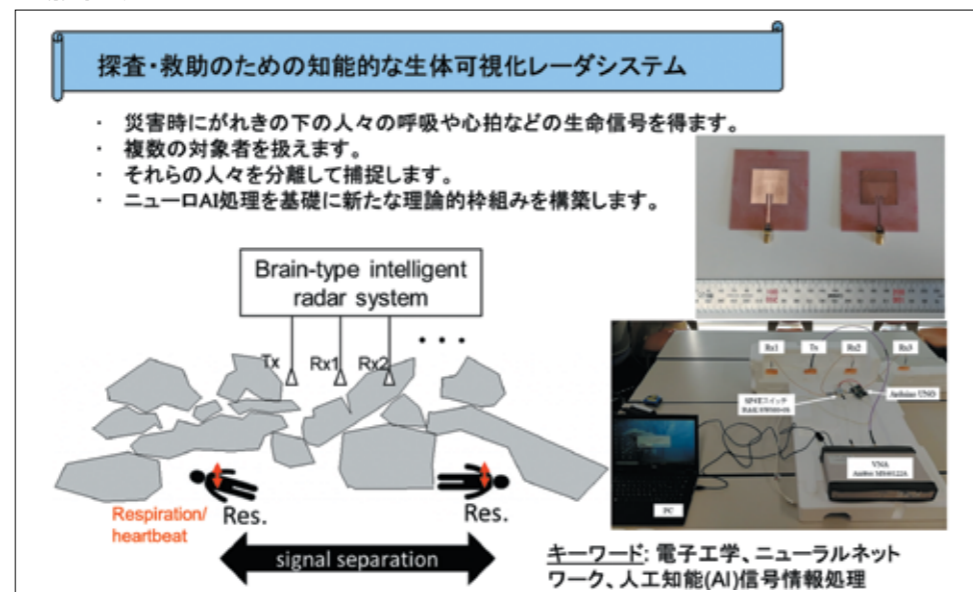 探査・救助のための知能的な生体可視化レーダシステム
・ 災害時にがれきの下の人々の呼吸や心拍などの生命信号を得ます。
・ 複数の対象者を扱えます。
・ それらの人々を分離して捕捉します。
・ ニューロAI処理を基礎に新たな理論的枠組みを構築します。
Brain-type intelligent
radar system
・・・
Tx Rx1 Rx2
Respiration/
heartbeat
Res.
Res.
signal separation
Rx1 Tx Rx2 Rx3
Arduino UNO
VNA
PC
キーワード: 電子工学、ニューラルネット
ワーク、人工知能(AI)信号情報処理